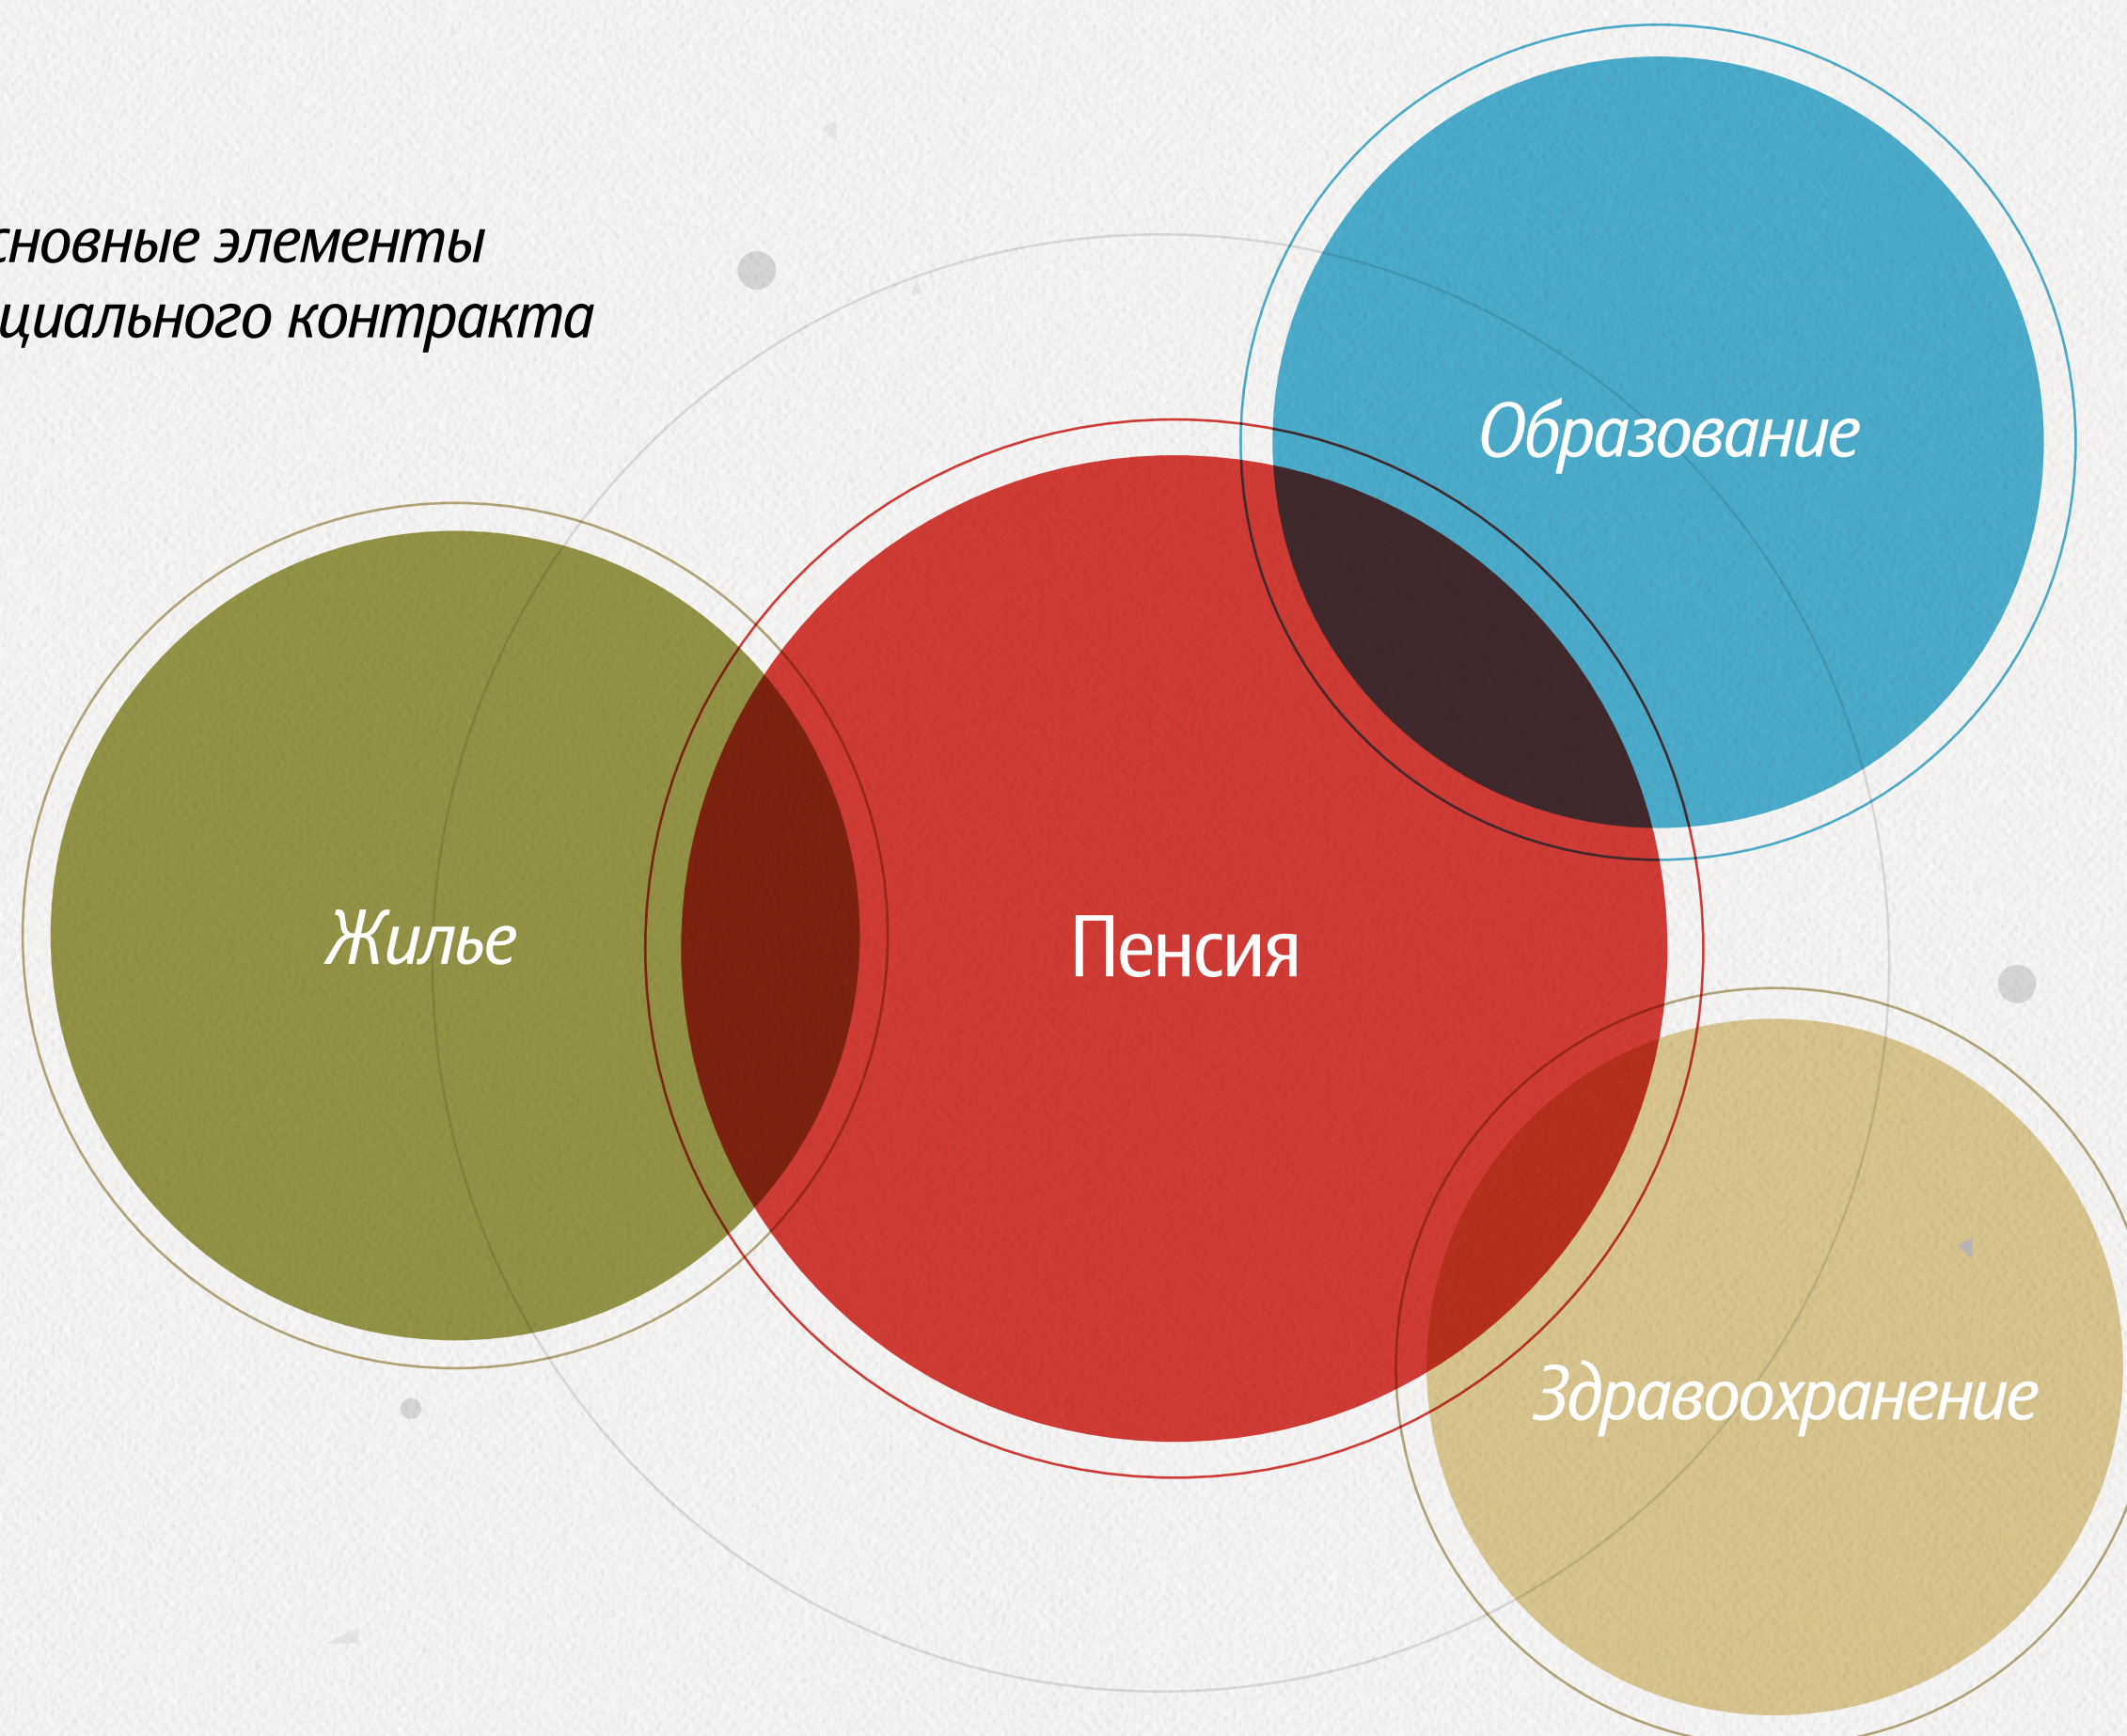 сновные элементы
циального контракта
Образование
Жилье
Пенсия
Здравоохранение